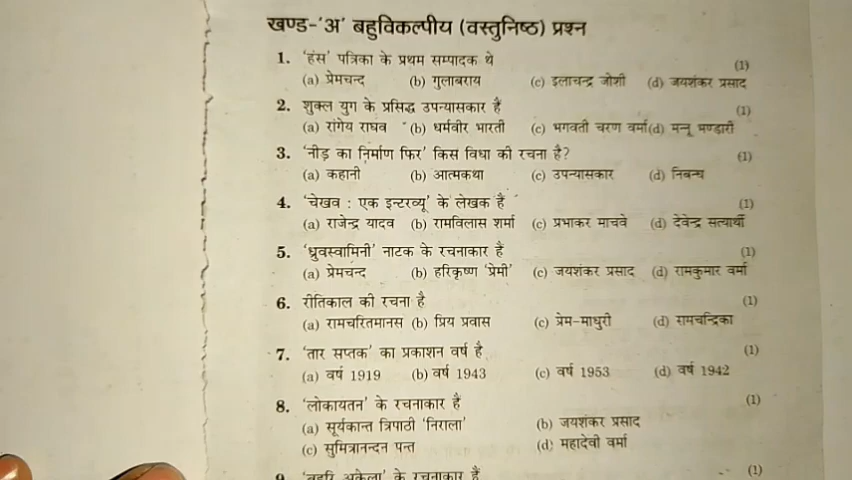 खण्ड-'अ' बहुविकल्पीय (वस्तुनिष्ठ) प्रश्न
1. 'हंस' पत्रिका के प्रथम सम्पादक थे (1)
(a) प्रेमचन्द (b) गुलाबराय (c) इलाचन्द्र जोशी (d) जयशंकर प्रसाद
2. शुक्ल युग के प्रसिद्ध उपन्यासकार हैं (1)
(a) रांगेय राघव (b) धर्मवीर भारती (c) भगवती चरण वर्मा (d) मन्नू भण्डारी
3. 'नीड़ का निर्माण फिर' किस विधा की रचना है? (1)
(a) कहानी (b) आत्मकथा (c) उपन्यासकार (d) निबन्ध
4. 'चेखव : एक इन्टरव्यू' के लेखक हैं (1)
(a) राजेन्द्र यादव (b) रामविलास शर्मा (c) प्रभाकर माचवे (d) देवेन्द्र सत्यार्थी
5. 'ध्रुवस्वामिनी' नाटक के रचनाकार हैं (1)
(a) प्रेमचन्द (b) हरिकृष्ण 'प्रेमी' (c) जयशंकर प्रसाद (d) रामकुमार वर्मा
6. रीतिकाल की रचना है (1)
(a) रामचरितमानस (b) प्रिय प्रवास (c) प्रेम-माधुरी (d) रामचन्द्रिका
7. 'तार सप्तक' का प्रकाशन वर्ष है (1)
(a) वर्ष 1919 (b) वर्ष 1943 (c) वर्ष 1953 (d) वर्ष 1942
8. 'लोकायतन' के रचनाकार हैं (1)
(a) सूर्यकान्त त्रिपाठी 'निराला' (b) जयशंकर प्रसाद
(c) सुमित्रानन्दन पन्त (d) महादेवी वर्मा
9. अकेला' के रचनाकार हैं (1)